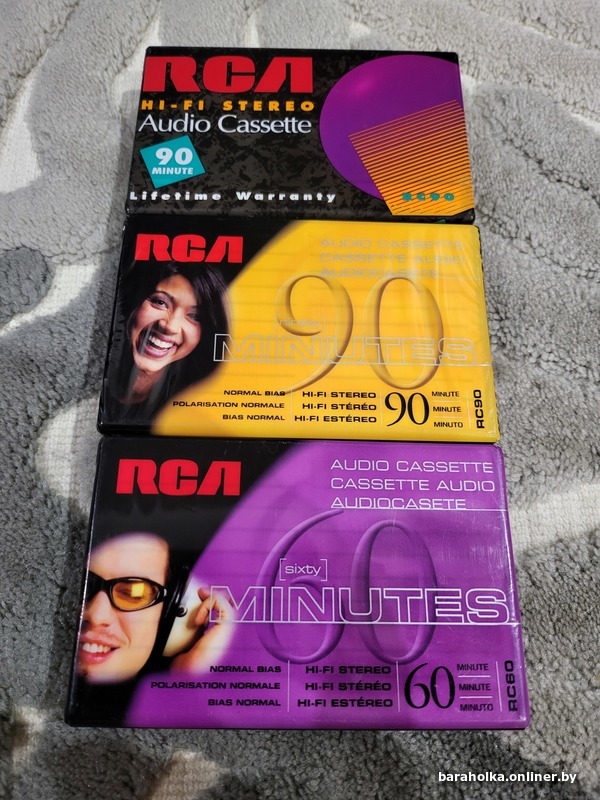 RCA
HI-FI STEREO
Audio Cassette
90
MINUTE
Lifetime Warranty
RC90
RCA
AUDIO CASSETTE
CASSETTE AUDIO
AUDIOCASETE
90
MINUTES
NORMAL BIAS HI-FI STEREO
POLARISATION NORMALE HI-FI STÉRÉO
BIAS NORMAL HI-FI ESTÉREO
90
MINUTE
MINUTE
MINUTO
RC90
RCA
AUDIO CASSETTE
CASSETTE AUDIO
AUDIOCASETE
60
[sixty]
MINUTES
NORMAL BIAS HI-FI STEREO
POLARISATION NORMALE HI-FI STÉRÉO
BIAS NORMAL HI-FI ESTÉREO
60
MINUTE
MINUTE
MINUTO
RC60
baraholka.onliner.by